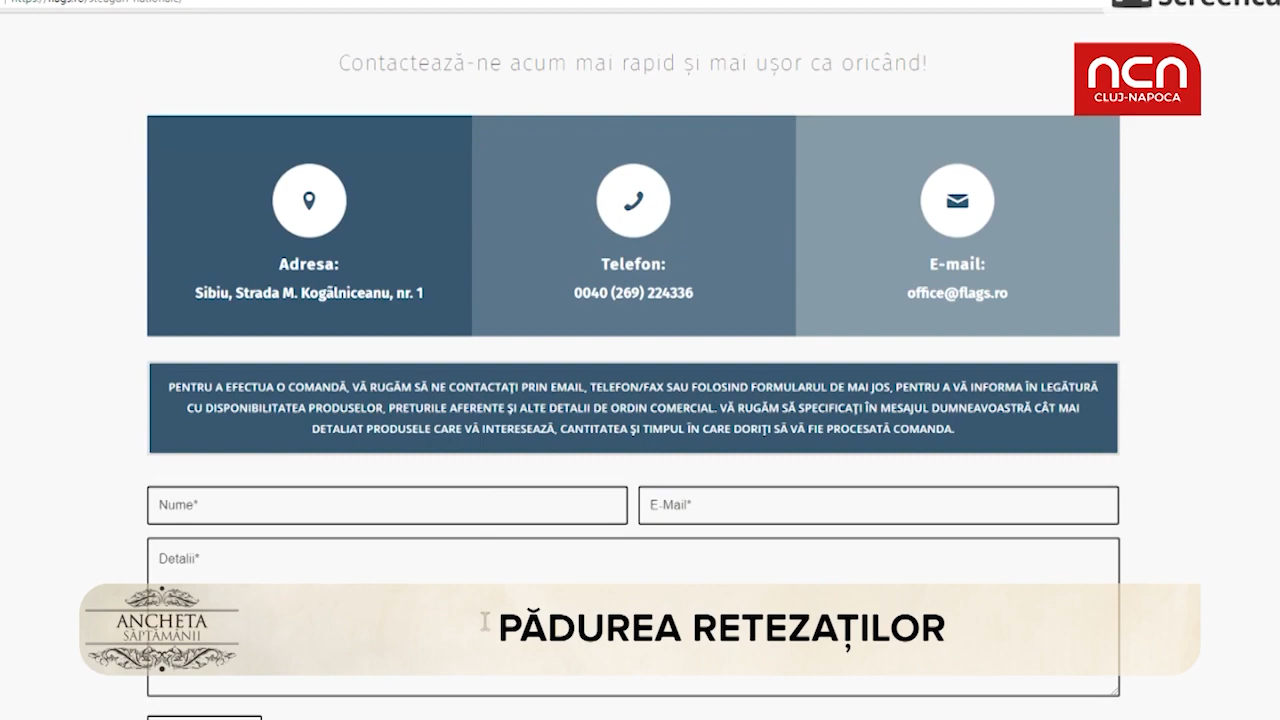 Contactează-ne acum mai rapid și mai ușor ca oricând!
ncn
CLUJ-NAPOCA
Adresa:
Sibiu, Strada M. Kogălniceanu, nr. 1
Telefon:
0040 (269) 224336
E-mail:
office@flags.ro
PENTRU A EFECTUA O COMANDĂ, VĂ RUGĂM SĂ NE CONTACTAȚI PRIN EMAIL, TELEFON/FAX SAU FOLOSIND FORMULARUL DE MAI JOS, PENTRU A VĂ INFORMA ÎN LEGĂTURĂ
CU DISPONIBILITATEA PRODUSELOR, PRETURILE AFERENTE ȘI ALTE DETALII DE ORDIN COMERCIAL. VĂ RUGĂM SĂ SPECIFICAȚI ÎN MESAJUL DUMNEAVOASTRĂ CÂT MAI
DETALIAT PRODUSELE CARE VĂ INTERESEAZĂ, CANTITATEA ȘI TIMPUL ÎN CARE DORIȚI SĂ VĂ FIE PROCESATĂ COMANDA.
Nume*
E-Mail*
Detalii*
ANCHETA
SĂPTĂMÂNII
PĂDUREA RETEZAȚILOR